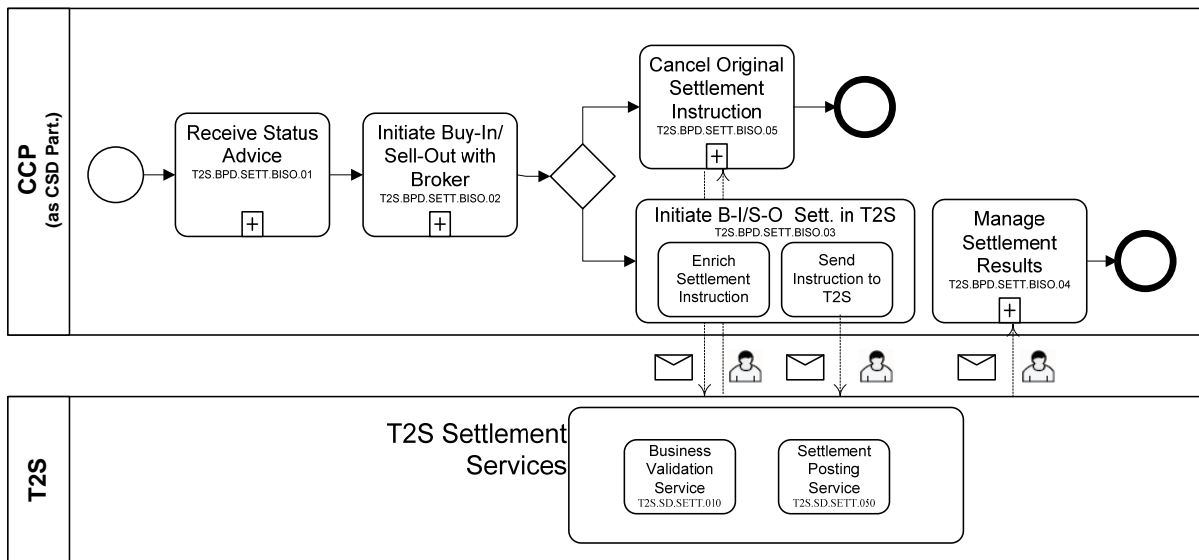 CCP
(as CSD Part.)
Receive Status
Advice
T2S.BPD.SETT.BISO.01
Initiate Buy-In/
Sell-Out with
Broker
T2S.BPD.SETT.BISO.02
Cancel Original
Settlement
Instruction
T2S.BPD.SETT.BISO.05
Initiate B-I/S-O Sett. in T2S
T2S.BPD.SETT.BISO.03
Enrich
Settlement
Instruction
Send
Instruction to
T2S
Manage
Settlement
Results
T2S.BPD.SETT.BISO.04
T2S
T2S Settlement
Services
Business
Validation
Service
T2S.SD.SETT.010
Settlement
Posting
Service
T2S.SD.SETT.050